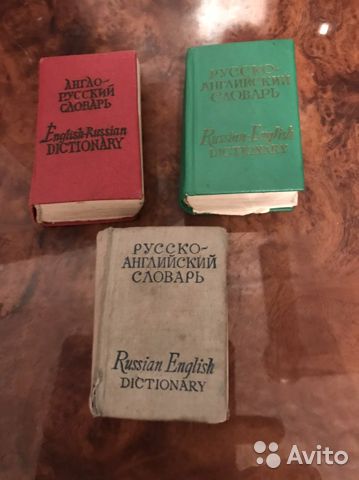 АНГЛО-
РУССКИЙ
СЛОВАРЬ
English-Russian
DICTIONARY
РУССКО-
АНГЛИЙСКИЙ
СЛОВАРЬ
Russian-English
DICTIONARY
РУССКО-
АНГЛИЙСКИЙ
СЛОВАРЬ
Russian English
DICTIONARY
Avito